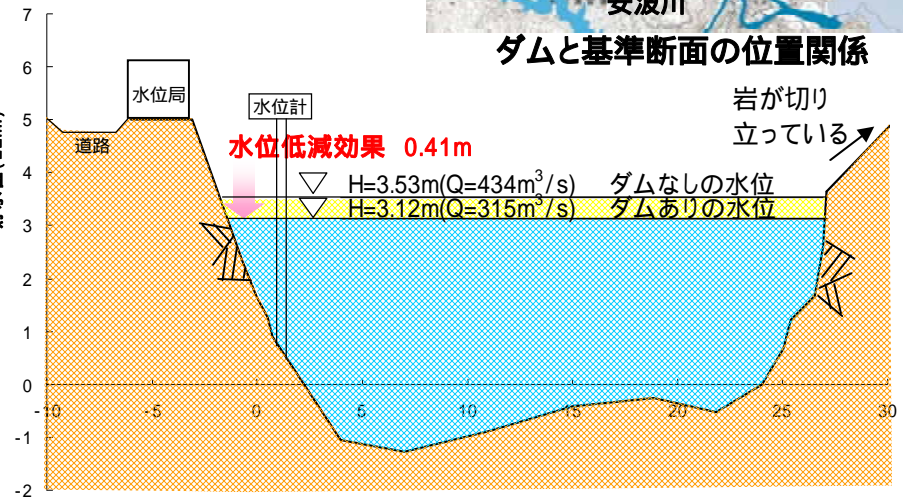 安波川
ダムと基準断面の位置関係
岩が切り
立っている
水位局
水位計
道路
水位低減効果 0.41m
H=3.53m(Q=434m³/s) ダムなしの水位
H=3.12m(Q=315m³/s) ダムありの水位
7
6
5
4
3
2
1
0
-1
-2
-10 -5 0 5 10 15 20 25 30